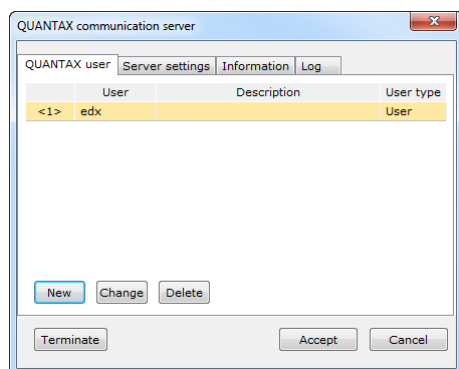 QUANTAX communication server
QUANTAX user Server settings Information Log
User Description User type
<1> edx User
New Change Delete
Terminate Accept Cancel